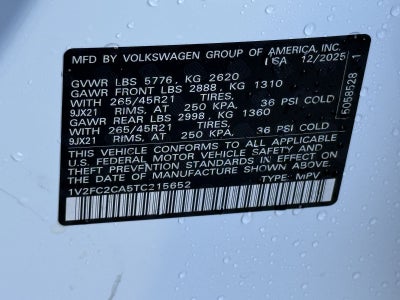 MFD BY VOLKSWAGEN GROUP OF AMERICA, INC.
USA 12/2025
GVWR LBS 5776, KG 2620
GAWR FRONT LBS 2888, KG 1310
WITH 265/45R21 TIRES,
9JX21 RIMS, AT 250 KPA. 36 PSI COLD
GAWR REAR LBS 2998, KG 1360
WITH 265/45R21 TIRES,
9JX21 RIMS, AT 250 KPA. 36 PSI COLD
THIS VEHICLE CONFORMS TO ALL APPLICABLE
U.S. FEDERAL MOTOR VEHICLE SAFETY AND
THEFT PREVENTION STANDARDS IN EFFECT ON THE
DATE OF MANUFACTURE SHOWN ABOVE.
1V2FC2CA5TC215652 TYPE: MPV
5058528 1